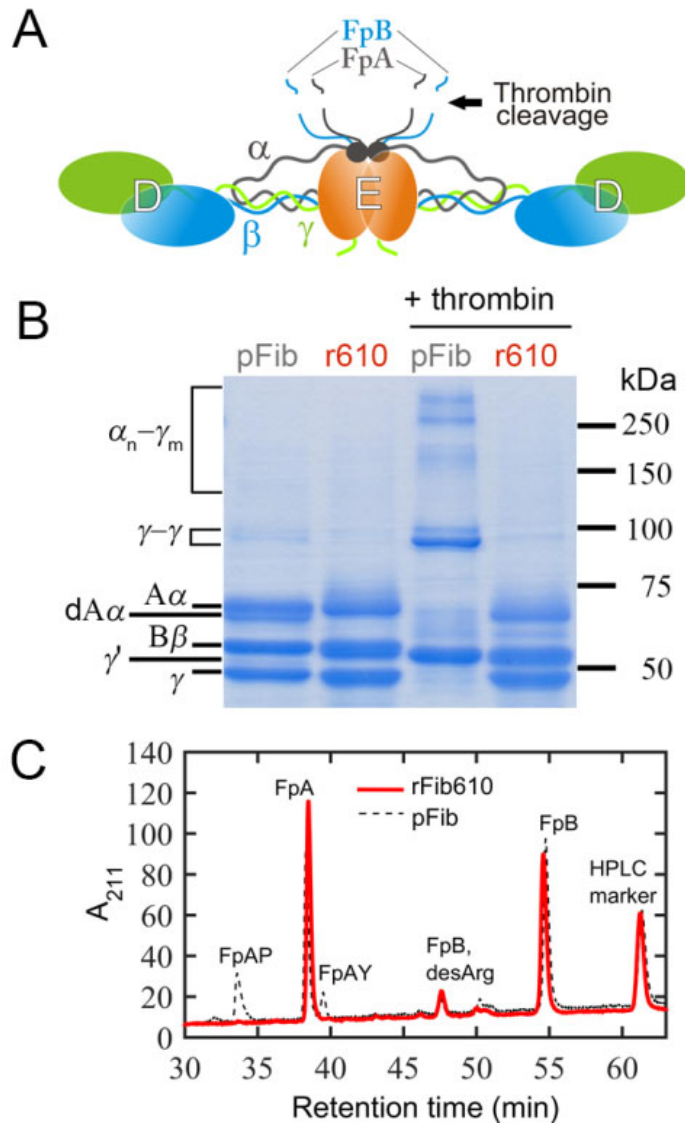 A
FpB
FpA
Thrombin
cleavage
α
D
E
D
β
γ
B
+ thrombin
pFib r610 pFib r610 kDa
αn–γm
250
150
γ–γ
100
75
Aα
dAα
Bβ
γ'
γ
50
C
140
120
100
80
60
40
20
0
A211
FpA
rFib610
pFib
FpB
HPLC
marker
FpAP
FpAY
FpB,
desArg
30 35 40 45 50 55 60
Retention time (min)